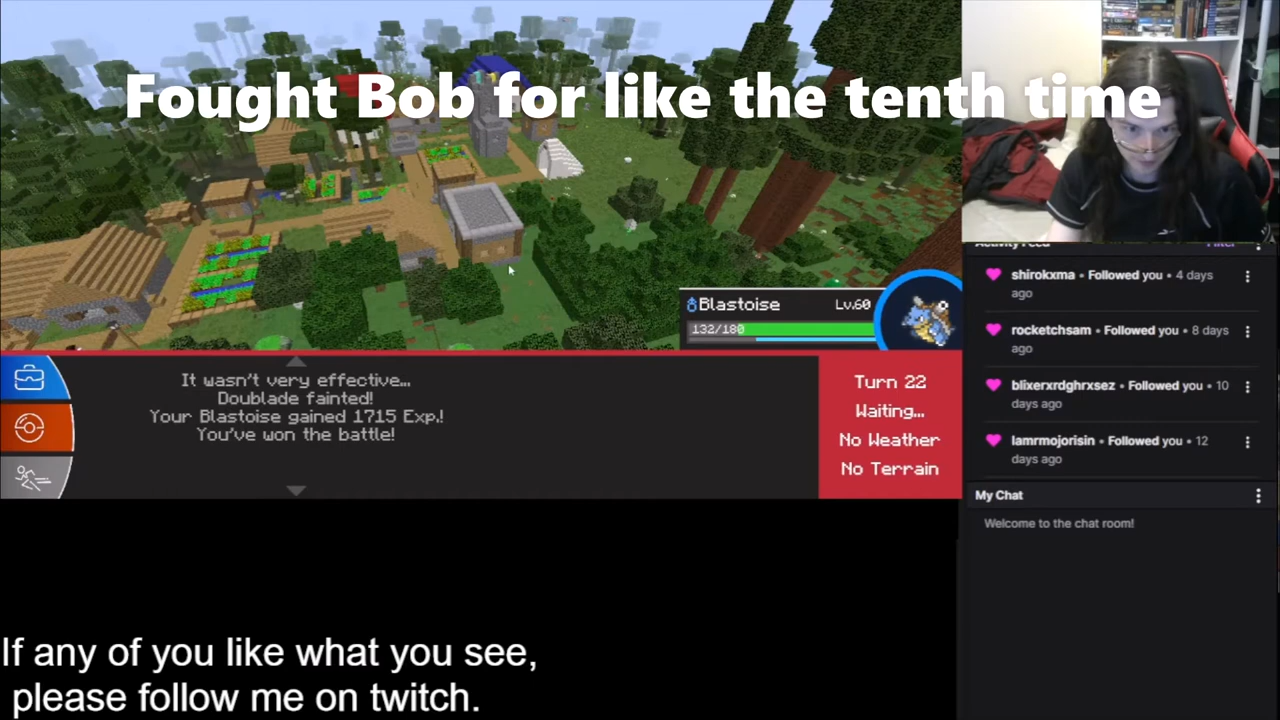 Fought Bob for like the tenth time
Blastoise Lv.60
132/180
It wasn't very effective...
Doublade fainted!
Your Blastoise gained 1715 Exp.!
You've won the battle!
Turn 22
Waiting...
No Weather
No Terrain
Activity Feed Filter
shirokxma • Followed you • 4 days
ago
rocketchsam • Followed you • 8 days
ago
blixerxrdghrxsez • Followed you • 10
days ago
lamrmojorisin • Followed you • 12
days ago
My Chat
Welcome to the chat room!
If any of you like what you see,
please follow me on twitch.